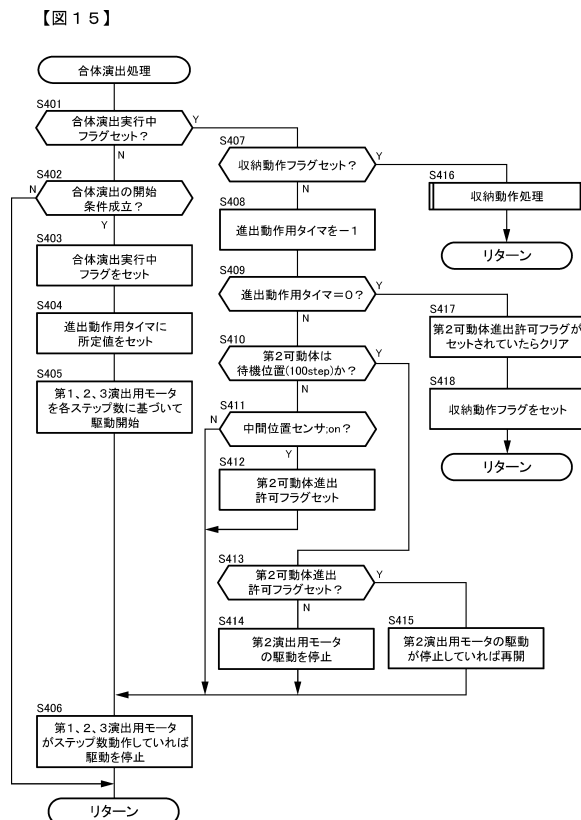 【図１５】
合体演出処理
S401
合体演出実行中
フラグセット？
Y
N
S402
合体演出の開始
条件成立？
N
Y
S403
合体演出実行中
フラグをセット
S404
進出動作用タイマに
所定値をセット
S405
第１、２、３演出用モータ
を各ステップ数に基づいて
駆動開始
S406
第１、２、３演出用モータ
がステップ数動作していれば
駆動を停止
リターン
S407
収納動作フラグセット？
Y
N
S408
進出動作用タイマを－１
S409
進出動作用タイマ＝０？
Y
N
S410
第２可動体は
待機位置(100step)か？
Y
N
S411
中間位置センサ;on？
N
Y
S412
第２可動体進出
許可フラグセット
S413
第２可動体進出
許可フラグセット？
Y
N
S414
第２演出用モータ
の駆動を停止
S415
第２演出用モータの駆動
が停止していれば再開
S416
収納動作処理
リターン
S417
第２可動体進出許可フラグが
セットされていたらクリア
S418
収納動作フラグをセット
リターン